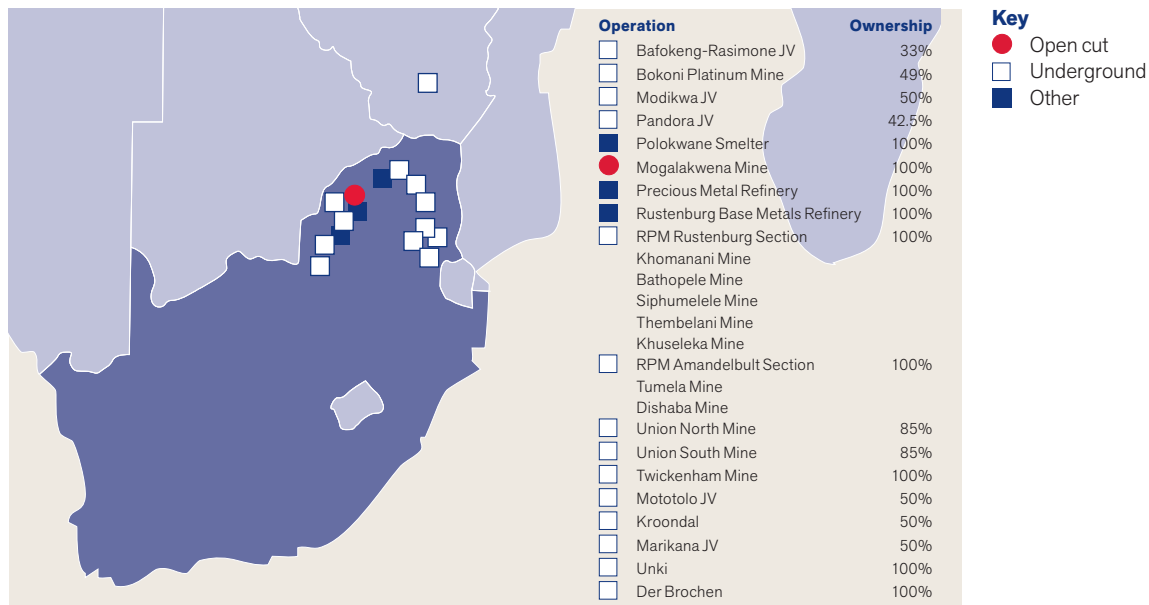 Operation Ownership
Bafokeng-Rasimone JV 33%
Bokoni Platinum Mine 49%
Modikwa JV 50%
Pandora JV 42.5%
Polokwane Smelter 100%
Mogalakwena Mine 100%
Precious Metal Refinery 100%
Rustenburg Base Metals Refinery 100%
RPM Rustenburg Section 100%
Khomanani Mine
Bathopele Mine
Siphumelele Mine
Thembelani Mine
Khuseleka Mine
RPM Amandelbult Section 100%
Tumela Mine
Dishaba Mine
Union North Mine 85%
Union South Mine 85%
Twickenham Mine 100%
Mototolo JV 50%
Kroondal 50%
Marikana JV 50%
Unki 100%
Der Brochen 100%
Key
Open cut
Underground
Other